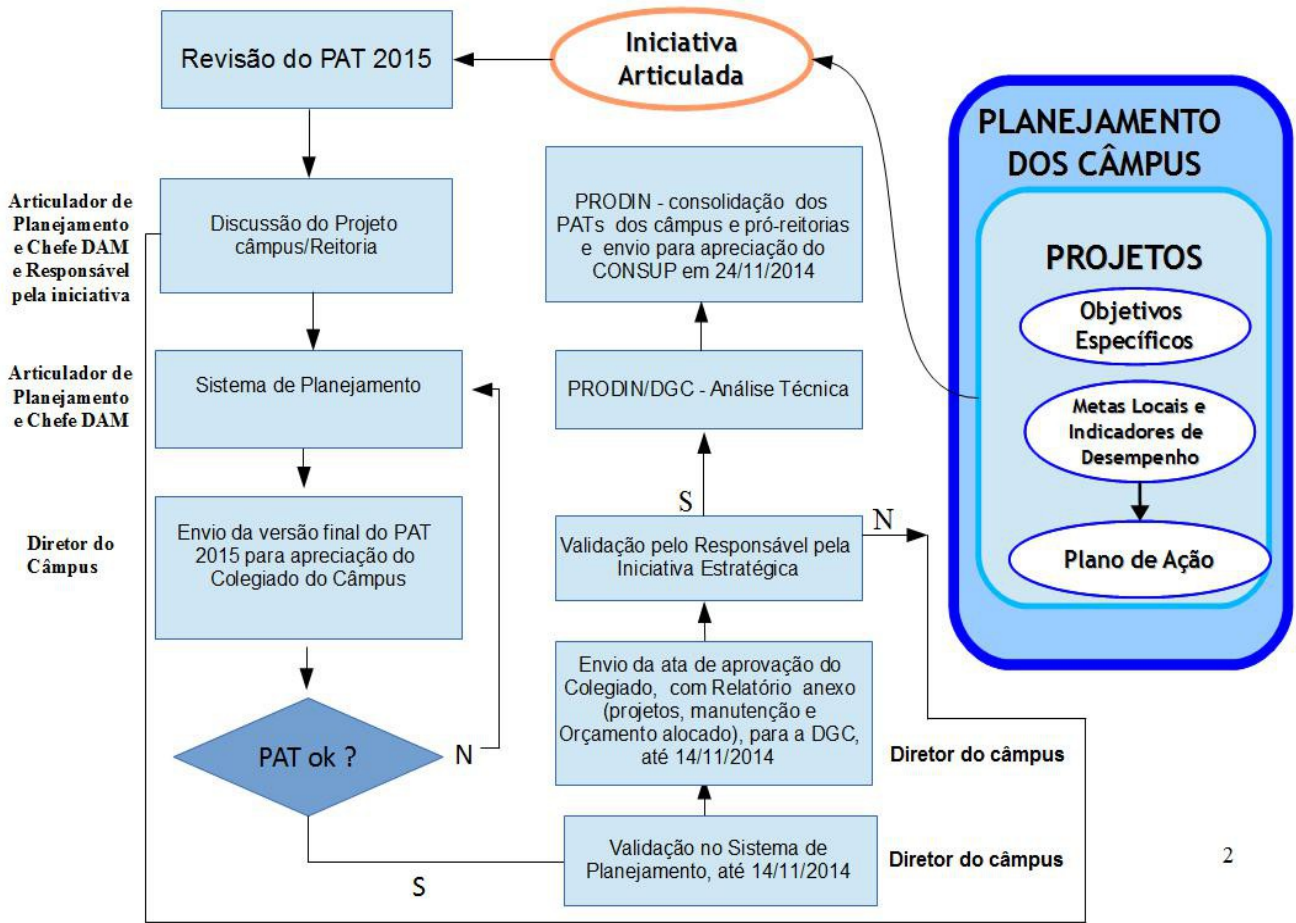 Revisão do PAT 2015
Iniciativa
Articulada
PLANEJAMENTO
DOS CÂMPUS
PROJETOS
Objetivos
Específicos
Metas Locais e
Indicadores de
Desempenho
Plano de Ação
Articulador de
Planejamento
e Chefe DAM
e Responsável
pela iniciativa
Discussão do Projeto
câmpus/Reitoria
Articulador de
Planejamento
e Chefe DAM
Sistema de Planejamento
Diretor do
Câmpus
Envio da versão final do PAT
2015 para apreciação do
Colegiado do Câmpus
PAT ok ?
N
S
PRODIN - consolidação dos
PATs dos câmpus e pró-reitorias
e envio para apreciação do
CONSUP em 24/11/2014
PRODIN/DGC - Análise Técnica
S
N
Validação pelo Responsável pela
Iniciativa Estratégica
Envio da ata de aprovação do
Colegiado, com Relatório anexo
(projetos, manutenção e
Orçamento alocado), para a DGC,
até 14/11/2014
Diretor do câmpus
Validação no Sistema de
Planejamento, até 14/11/2014
Diretor do câmpus
2